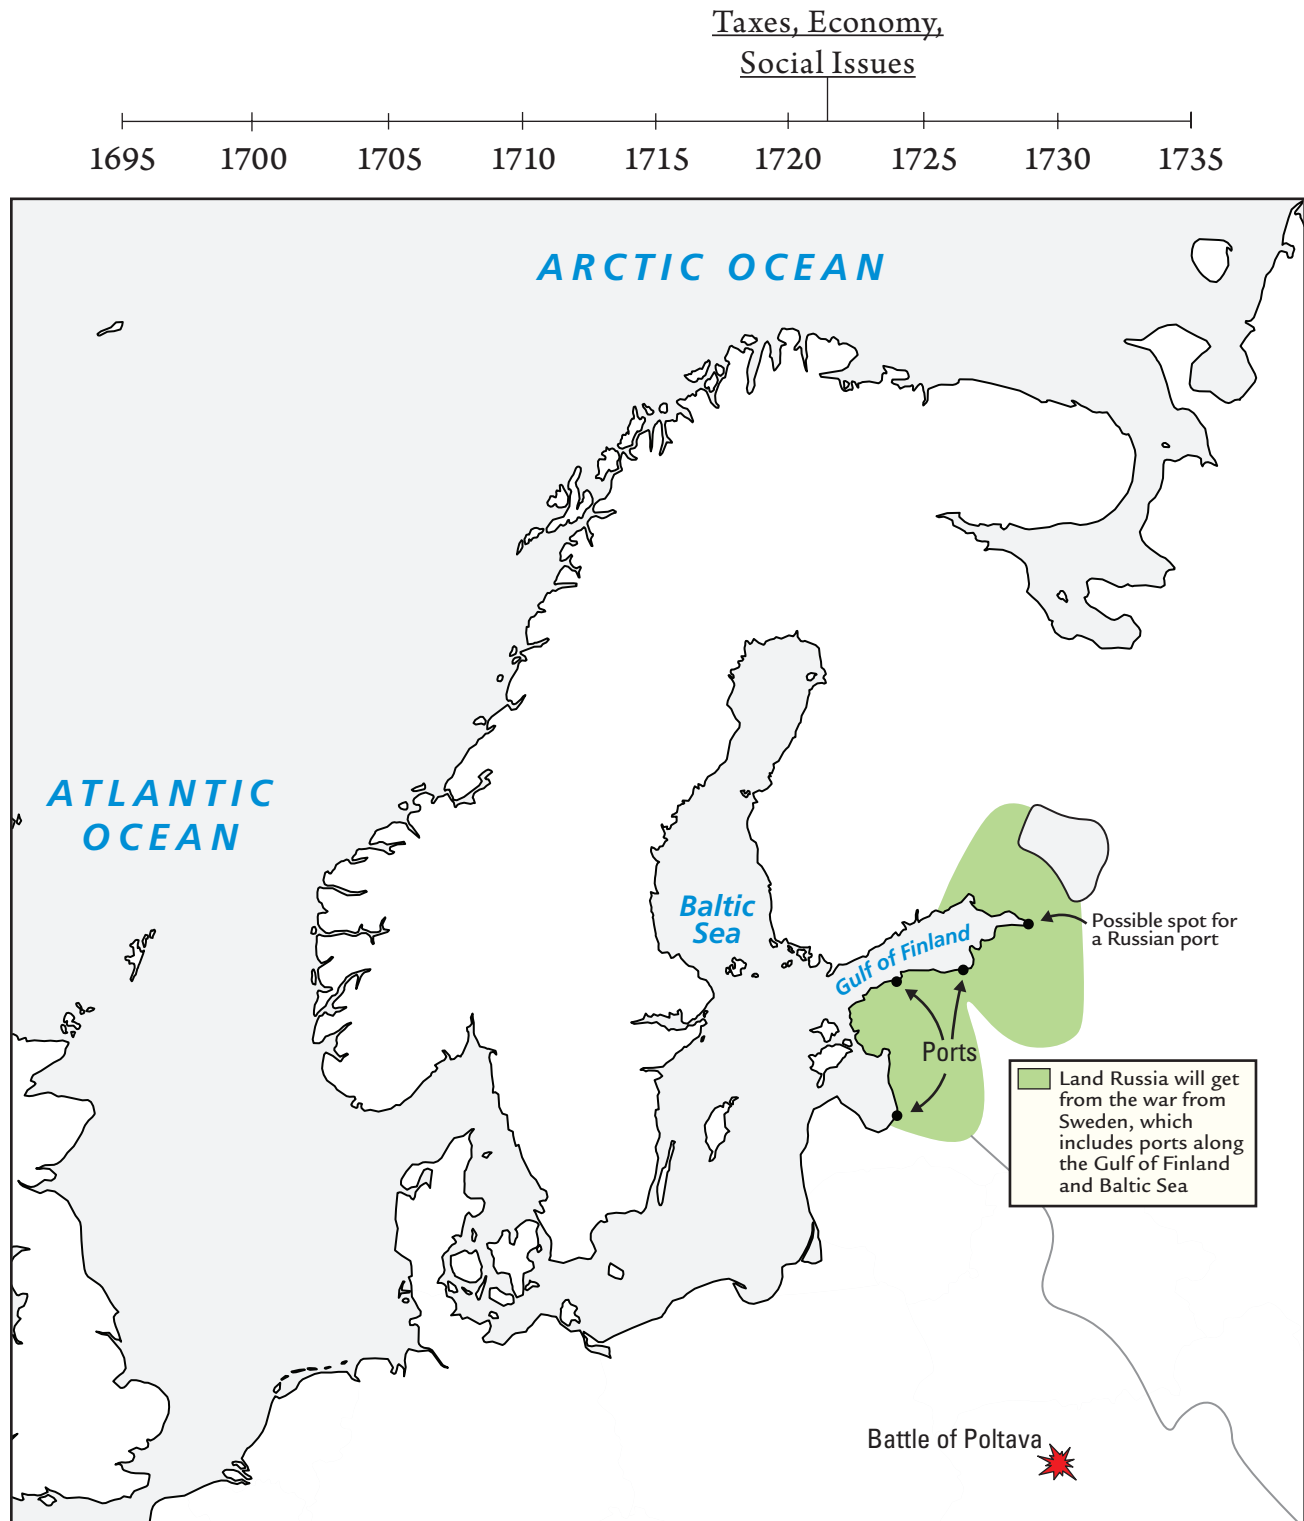 Taxes, Economy,
Social Issues
1695 1700 1705 1710 1715 1720 1725 1730 1735
ARCTIC OCEAN
ATLANTIC
OCEAN
Baltic
Sea
Gulf of Finland
Possible spot for
a Russian port
Ports
Land Russia will get
from the war from
Sweden, which
includes ports along
the Gulf of Finland
and Baltic Sea
Battle of Poltava